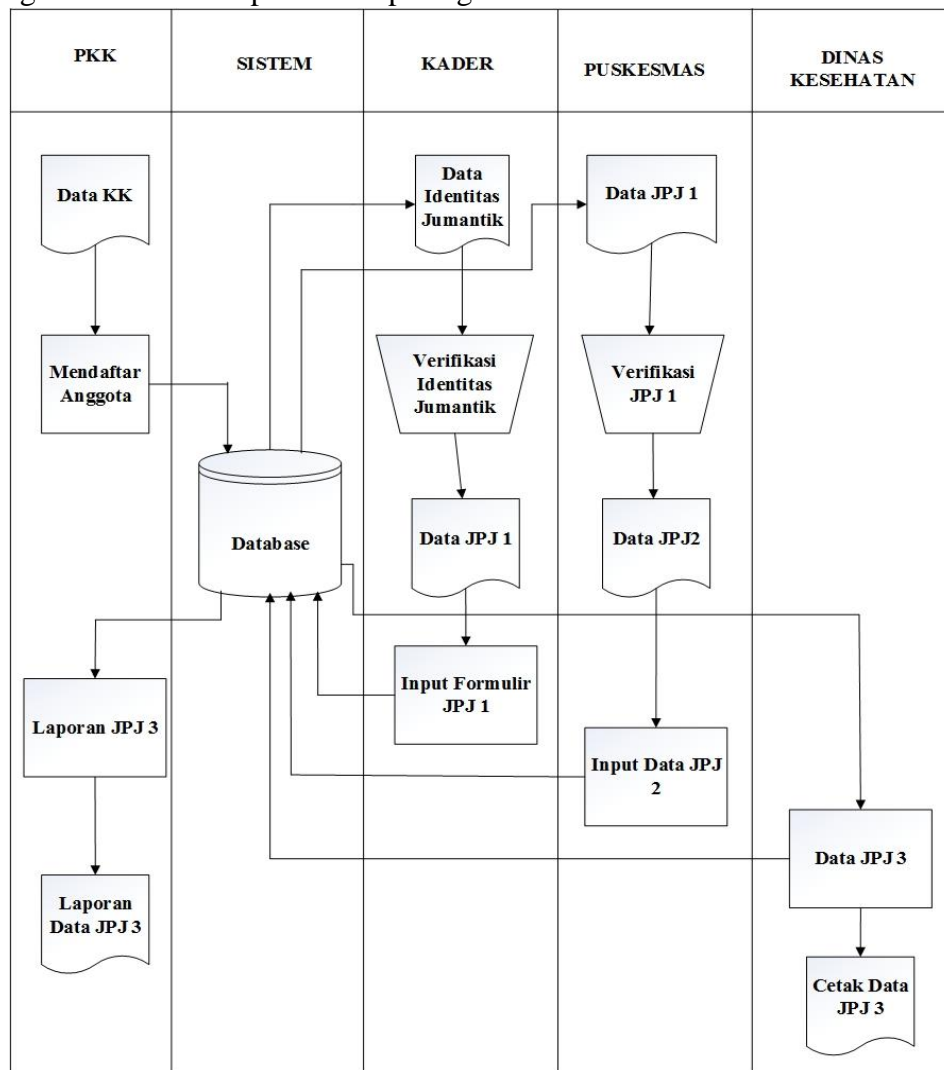 PKK
SISTEM
KADER
PUSKESMAS
DINAS
KESEHATAN
Data KK
Data
Identitas
Jumantik
Data JPJ 1
Mendaftar
Anggota
Verifikasi
Identitas
Jumantik
Verifikasi
JPJ 1
Database
Data JPJ 1
Data JPJ2
Laporan JPJ 3
Input Formulir
JPJ 1
Input Data JPJ
2
Data JPJ 3
Laporan
Data JPJ 3
Cetak Data
JPJ 3